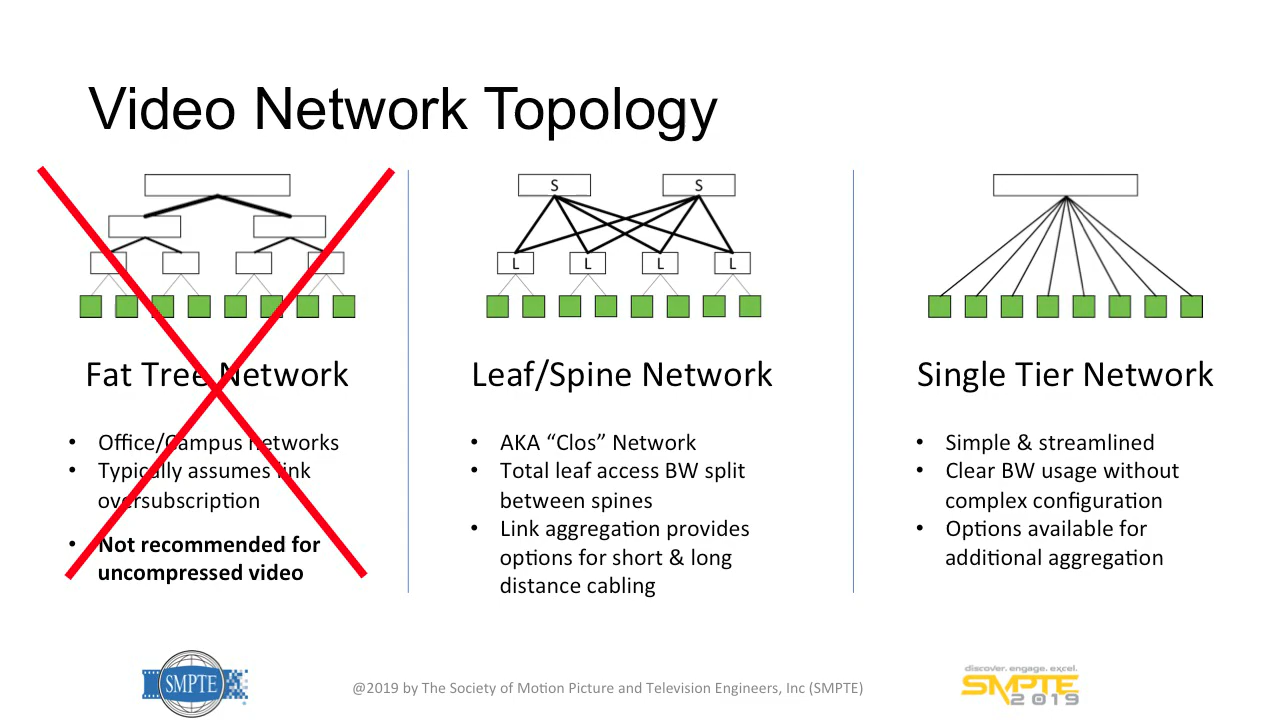 Video Network Topology
S
S
L
L
L
L
Fat Tree Network
• Office/Campus networks
• Typically assumes link
oversubscription
• Not recommended for
uncompressed video
Leaf/Spine Network
• AKA “Clos” Network
• Total leaf access BW split
between spines
• Link aggregation provides
options for short & long
distance cabling
Single Tier Network
• Simple & streamlined
• Clear BW usage without
complex configuration
• Options available for
additional aggregation
SMPTE
@2019 by The Society of Motion Picture and Television Engineers, Inc (SMPTE)
discover. engage. excel.
SMPTE
2019